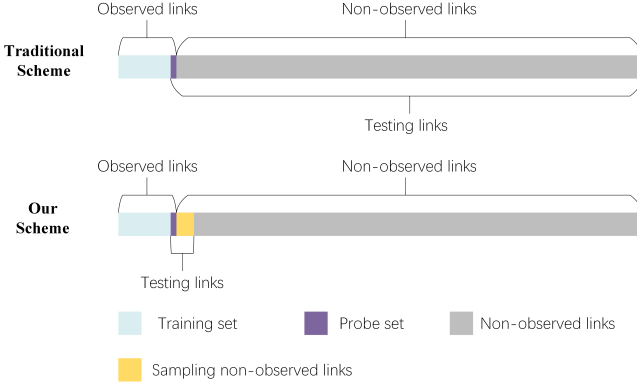 Observed links
Non-observed links
Traditional
Scheme
Testing links
Observed links
Non-observed links
Our
Scheme
Testing links
Training set
Probe set
Non-observed links
Sampling non-observed links